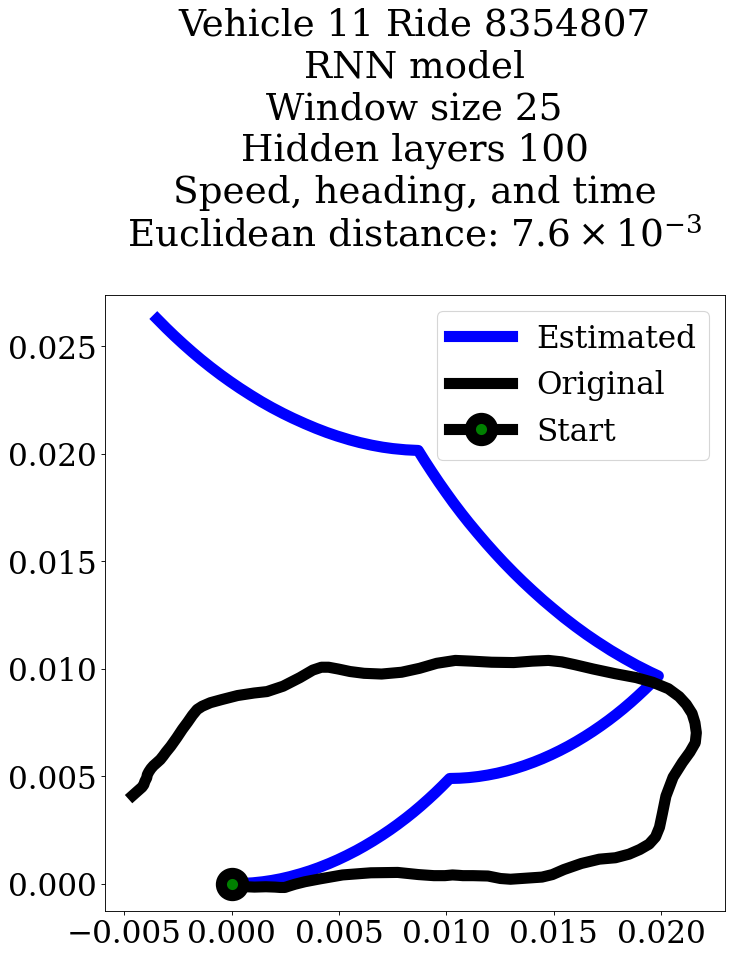 Vehicle 11 Ride 8354807
RNN model
Window size 25
Hidden layers 100
Speed, heading, and time
Euclidean distance: 7.6 × 10⁻³
Estimated
Original
Start
0.025
0.020
0.015
0.010
0.005
0.000
−0.005 0.000 0.005 0.010 0.015 0.020